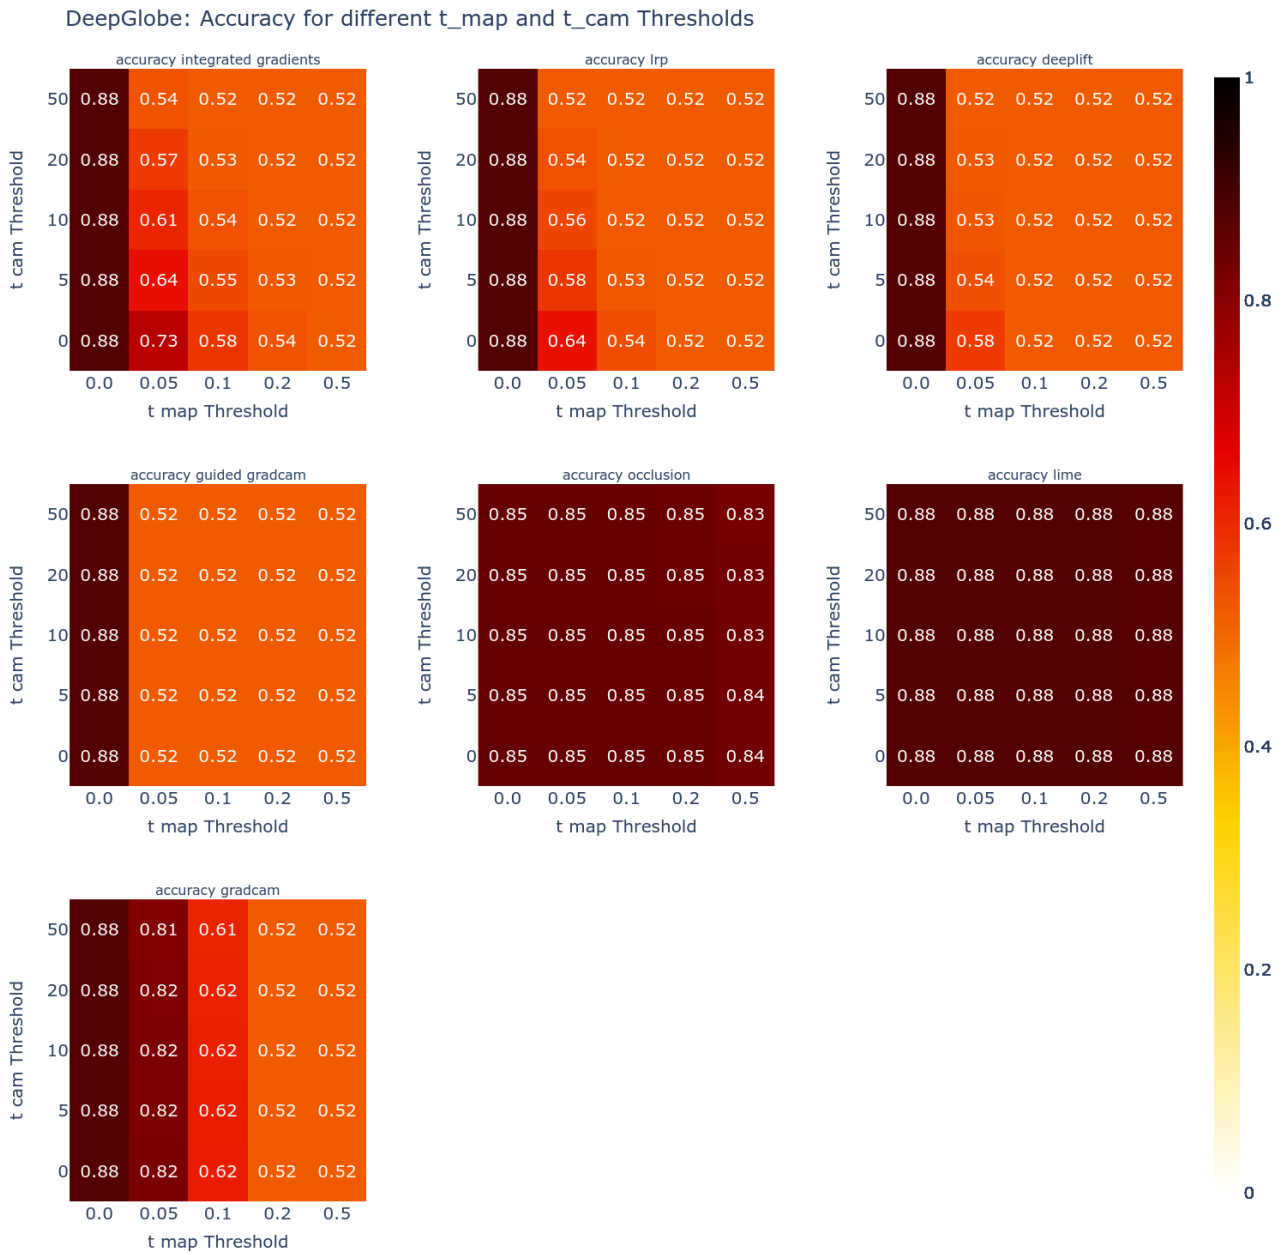 DeepGlobe: Accuracy for different t_map and t_cam Thresholds
accuracy integrated gradients
50 0.88 0.54 0.52 0.52 0.52
20 0.88 0.57 0.53 0.52 0.52
10 0.88 0.61 0.54 0.52 0.52
5 0.88 0.64 0.55 0.53 0.52
0 0.88 0.73 0.58 0.54 0.52
0.0 0.05 0.1 0.2 0.5
t map Threshold
t cam Threshold
accuracy lrp
50 0.88 0.52 0.52 0.52 0.52
20 0.88 0.54 0.52 0.52 0.52
10 0.88 0.56 0.52 0.52 0.52
5 0.88 0.58 0.53 0.52 0.52
0 0.88 0.64 0.54 0.52 0.52
0.0 0.05 0.1 0.2 0.5
t map Threshold
t cam Threshold
accuracy deeplift
50 0.88 0.52 0.52 0.52 0.52
20 0.88 0.53 0.52 0.52 0.52
10 0.88 0.53 0.52 0.52 0.52
5 0.88 0.54 0.52 0.52 0.52
0 0.88 0.58 0.52 0.52 0.52
0.0 0.05 0.1 0.2 0.5
t map Threshold
t cam Threshold
accuracy guided gradcam
50 0.88 0.52 0.52 0.52 0.52
20 0.88 0.52 0.52 0.52 0.52
10 0.88 0.52 0.52 0.52 0.52
5 0.88 0.52 0.52 0.52 0.52
0 0.88 0.52 0.52 0.52 0.52
0.0 0.05 0.1 0.2 0.5
t map Threshold
t cam Threshold
accuracy occlusion
50 0.85 0.85 0.85 0.85 0.83
20 0.85 0.85 0.85 0.85 0.83
10 0.85 0.85 0.85 0.85 0.83
5 0.85 0.85 0.85 0.85 0.84
0 0.85 0.85 0.85 0.85 0.84
0.0 0.05 0.1 0.2 0.5
t map Threshold
t cam Threshold
accuracy lime
50 0.88 0.88 0.88 0.88 0.88
20 0.88 0.88 0.88 0.88 0.88
10 0.88 0.88 0.88 0.88 0.88
5 0.88 0.88 0.88 0.88 0.88
0 0.88 0.88 0.88 0.88 0.88
0.0 0.05 0.1 0.2 0.5
t map Threshold
t cam Threshold
accuracy gradcam
50 0.88 0.81 0.61 0.52 0.52
20 0.88 0.82 0.62 0.52 0.52
10 0.88 0.82 0.62 0.52 0.52
5 0.88 0.82 0.62 0.52 0.52
0 0.88 0.82 0.62 0.52 0.52
0.0 0.05 0.1 0.2 0.5
t map Threshold
t cam Threshold
1
0.8
0.6
0.4
0.2
0